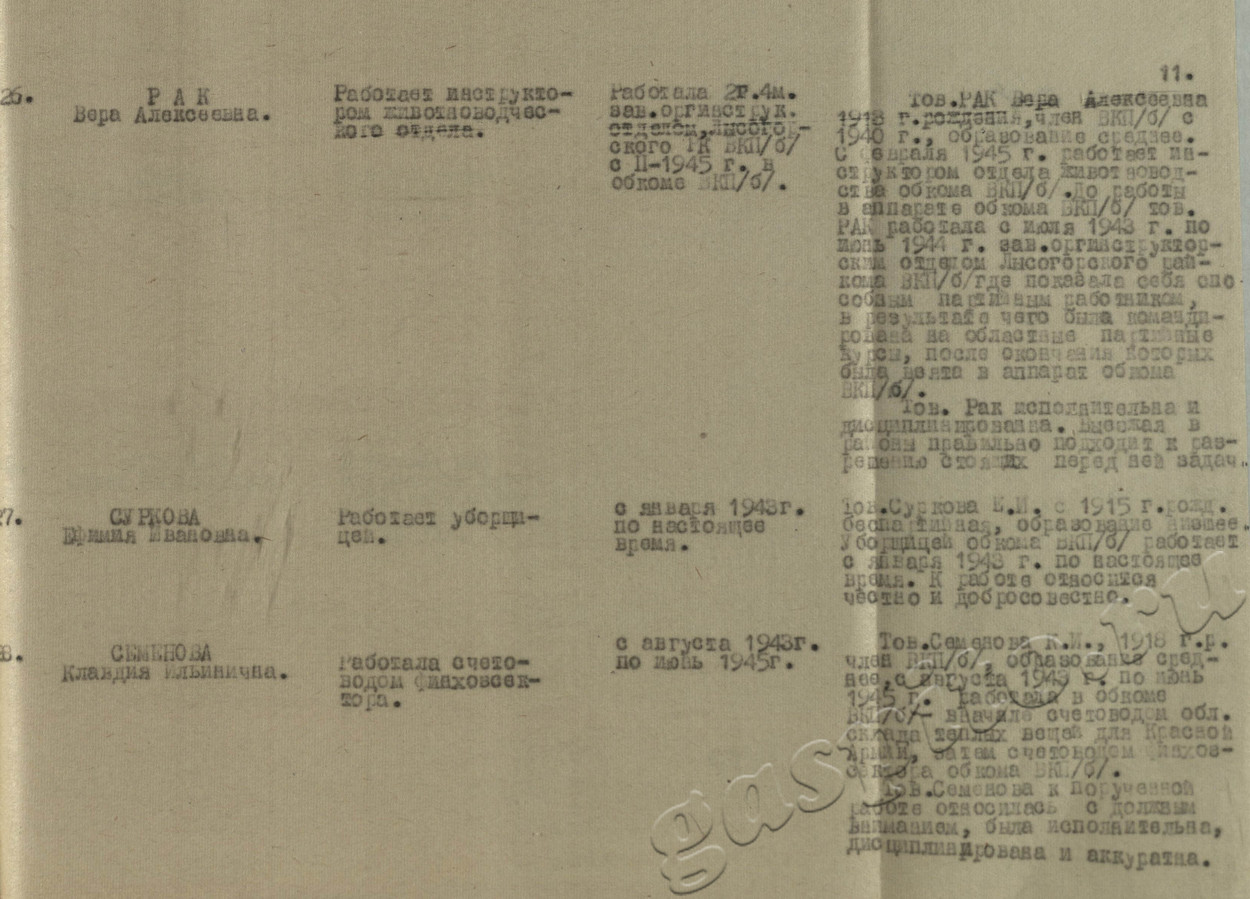 11.
26.
Р А К
Вера Алексеевна.
Работает инструкто-
ром животноводчес-
кого отдела.
Работала 2г.4м.
зав.оргинструк.
отделом,Лысогор-
ского РК ВКП/б/
с П-1945 г. в
обкоме ВКП/б/.
Тов.РАК Вера Алексеевна
1918 г.рождения,член ВКП/б/ с
1940 г., образование среднее.
С февраля 1945 г. работает ин-
структором отдела животновод-
ства обкома ВКП/б/.До работы
в аппарате обкома ВКП/б/ тов.
РАК работала с июля 1943 г. по
июнь 1944 г. зав.оргинструктор-
ским отделом Лысогорского рай-
кома ВКП/б/где показала себя спо-
собным партийным работником,
в результате чего была команди-
рована на областные партийные
курсы, после окончания которых
была взята в аппарат обкома
ВКП/б/.
Тов. Рак исполнительна и
дисциплинирована. Выезжая в
районы правильно подходит к раз-
решению стоящих перед ней задач.
27.
СУРКОВА
Ефимия Ивановна.
Работает уборщи-
цей.
с января 1943г.
по настоящее
время.
Тов.Суркова Е.И. с 1915 г.рожд.
беспартийная, образование низшее.
Уборщицей обкома ВКП/б/ работает
с января 1943 г. по настоящее
время. К работе относится
честно и добросовестно.
8.
СЕМЕНОВА
Клавдия Ильинична.
Работала счето-
водом финхозсек-
тора.
с августа 1943г.
по июнь 1945г.
Тов.Семенова К.И., 1918 г.р.
член ВКП/б/, образование сред-
нее,с августа 1943 г. по июнь
1945 г. работала в обкоме
ВКП/б/- вначале счетоводом обл.
склада теплых вещей для Красной
Армии, затем счетоводом финхоз-
сектора обкома ВКП/б/.
Тов.Семенова к порученной
работе относилась с должным
вниманием, была исполнительна,
дисциплинирована и аккуратна.